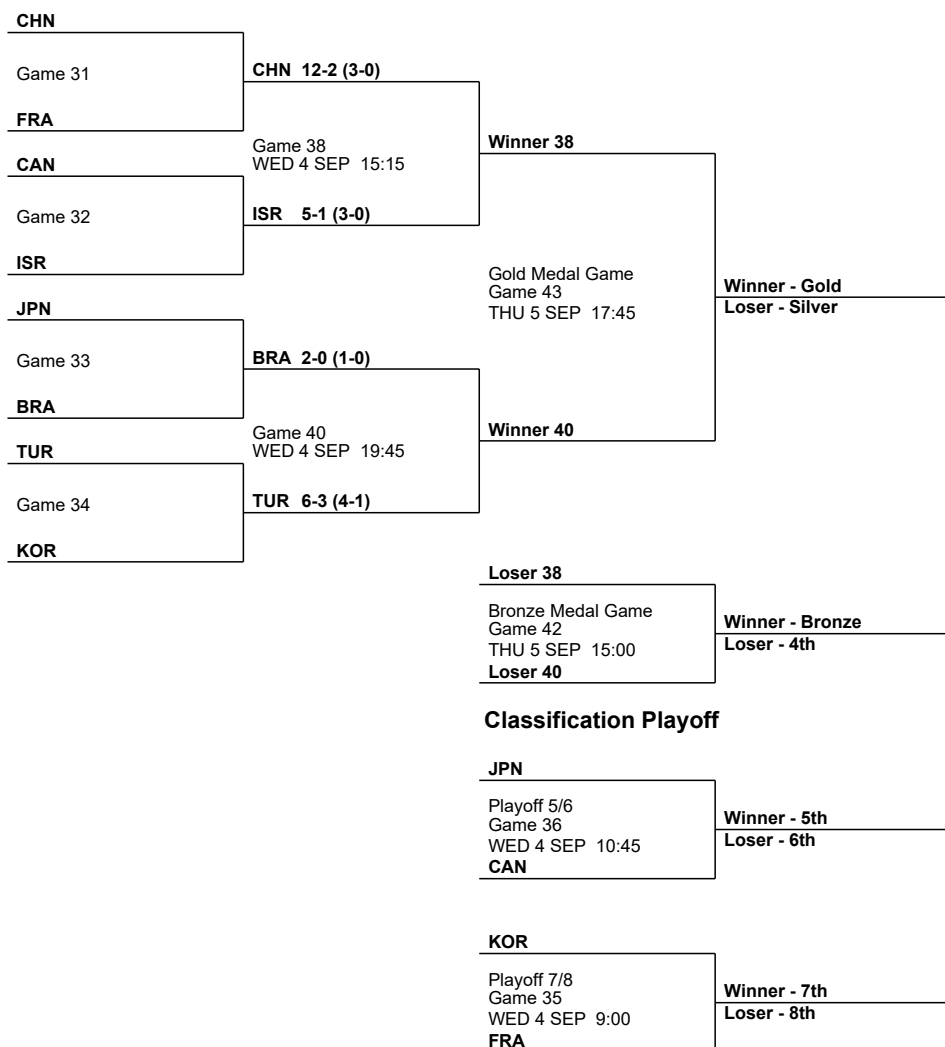 CHN
Game 31
CHN 12-2 (3-0)
FRA
Game 38
WED 4 SEP 15:15
Winner 38
CAN
Game 32
ISR 5-1 (3-0)
ISR
Gold Medal Game
Game 43
THU 5 SEP 17:45
Winner - Gold
Loser - Silver
JPN
Game 33
BRA 2-0 (1-0)
BRA
Game 40
WED 4 SEP 19:45
Winner 40
TUR
Game 34
TUR 6-3 (4-1)
KOR
Loser 38
Bronze Medal Game
Game 42
THU 5 SEP 15:00
Loser 40
Winner - Bronze
Loser - 4th
Classification Playoff
JPN
Playoff 5/6
Game 36
WED 4 SEP 10:45
CAN
Winner - 5th
Loser - 6th
KOR
Playoff 7/8
Game 35
WED 4 SEP 9:00
FRA
Winner - 7th
Loser - 8th